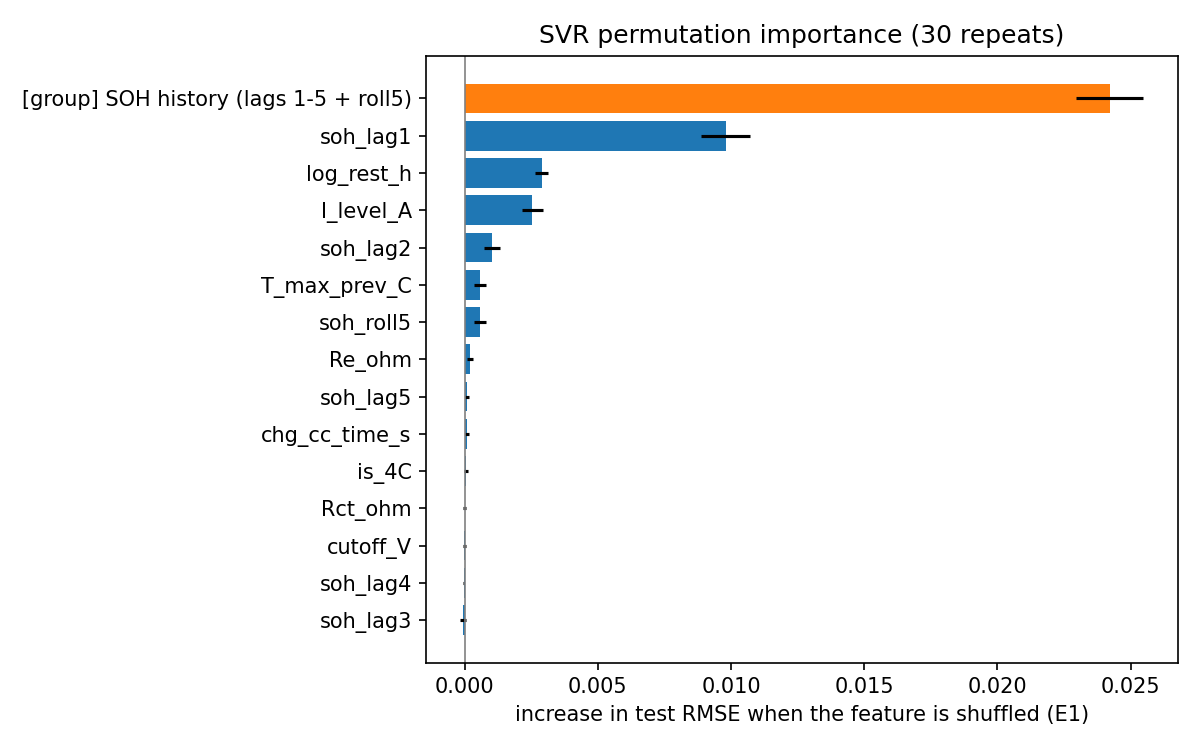 SVR permutation importance (30 repeats)
[group] SOH history (lags 1-5 + roll5)
soh_lag1
log_rest_h
I_level_A
soh_lag2
T_max_prev_C
soh_roll5
Re_ohm
soh_lag5
chg_cc_time_s
is_4C
Rct_ohm
cutoff_V
soh_lag4
soh_lag3
0.000 0.005 0.010 0.015 0.020 0.025
increase in test RMSE when the feature is shuffled (E1)